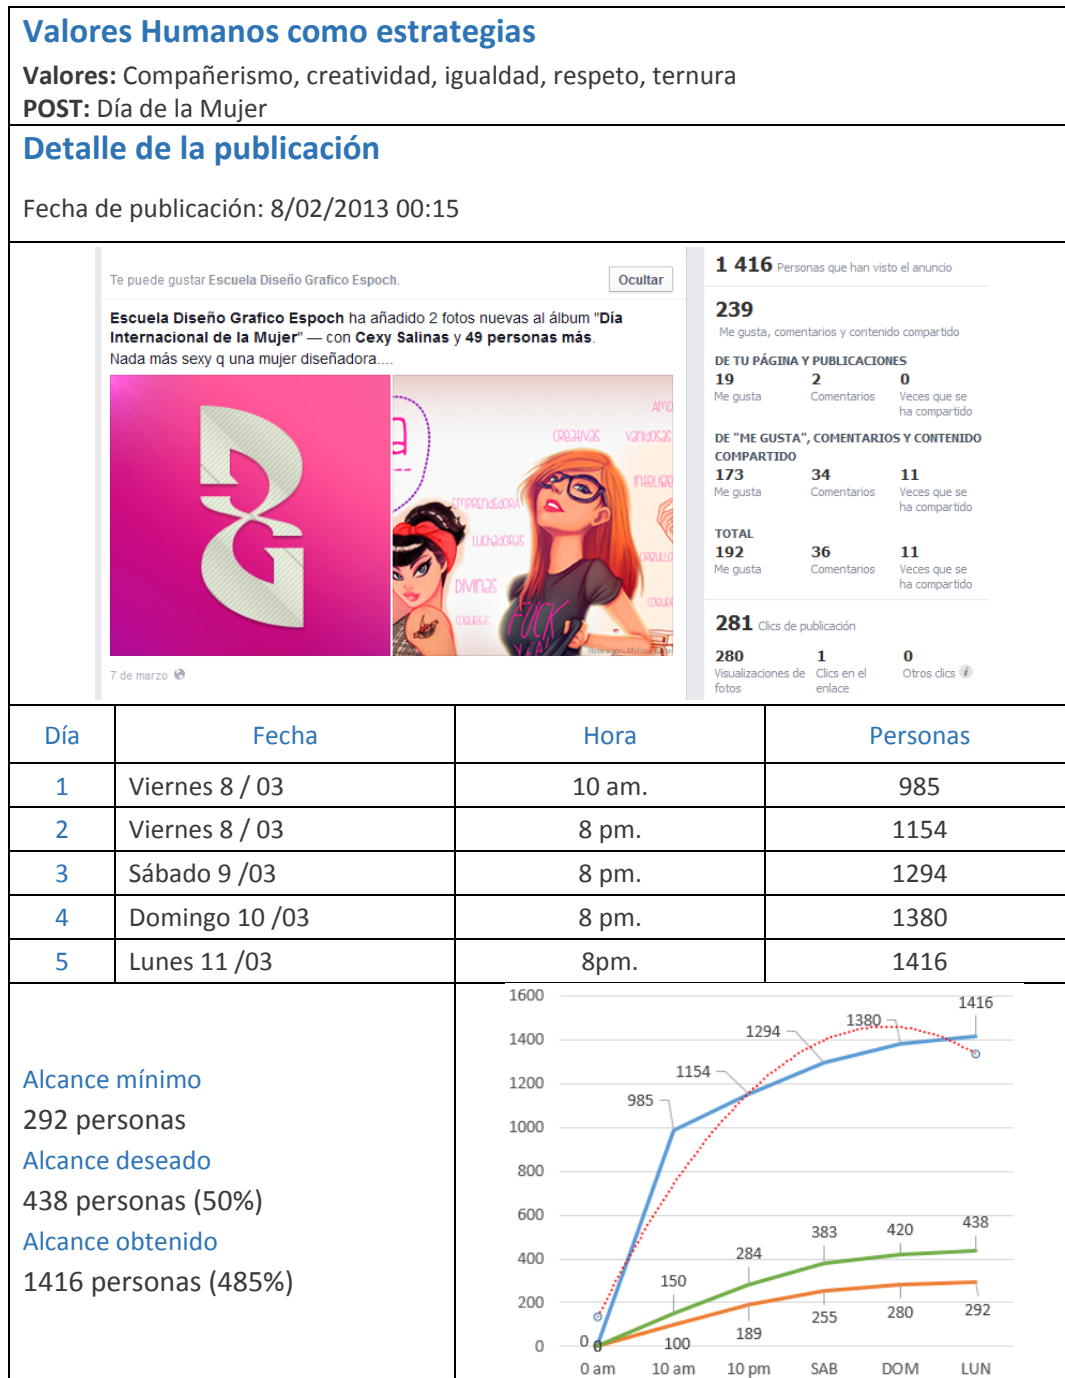 Valores Humanos como estrategias
Valores: Compañerismo, creatividad, igualdad, respeto, ternura
POST: Día de la Mujer
Detalle de la publicación
Fecha de publicación: 8/02/2013 00:15
Te puede gustar Escuela Diseño Grafico Espoch.
Ocultar
Escuela Diseño Grafico Espoch ha añadido 2 fotos nuevas al álbum "Día
Internacional de la Mujer" — con Cexy Salinas y 49 personas más.
Nada más sexy q una mujer diseñadora....
DG
a
AMO
CREATIVAS VANIDOSAS
INTELIGE
EMPRENDEDORA
LUCHADORAS
ORGULLO
DIVINAS
COQUETAS
FUCK
7 de marzo
1 416 Personas que han visto el anuncio
239
Me gusta, comentarios y contenido compartido
DE TU PÁGINA Y PUBLICACIONES
19 2 0
Me gusta Comentarios Veces que se
ha compartido
DE "ME GUSTA", COMENTARIOS Y CONTENIDO
COMPARTIDO
173 34 11
Me gusta Comentarios Veces que se
ha compartido
TOTAL
192 36 11
Me gusta Comentarios Veces que se
ha compartido
281 Clics de publicación
280 1 0
Visualizaciones de Clics en el Otros clics i
fotos enlace
Día Fecha Hora Personas
1 Viernes 8 / 03 10 am. 985
2 Viernes 8 / 03 8 pm. 1154
3 Sábado 9 /03 8 pm. 1294
4 Domingo 10 /03 8 pm. 1380
5 Lunes 11 /03 8pm. 1416
Alcance mínimo
292 personas
Alcance deseado
438 personas (50%)
Alcance obtenido
1416 personas (485%)
1600
1400
1200
1000
800
600
400
200
0
985
1154
1294
1380
1416
150
284
383
420
438
0
0
100
189
255
280
292
0 am 10 am 10 pm SAB DOM LUN